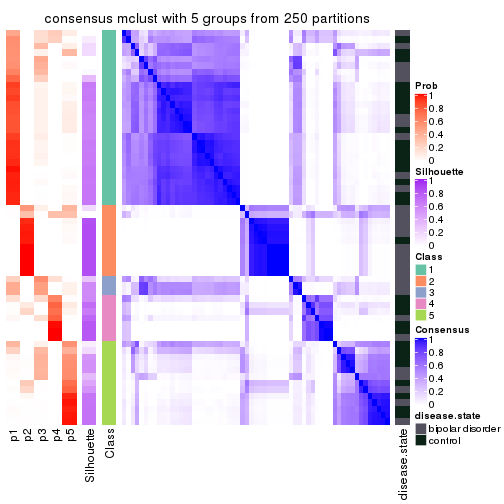 consensus mclust with 5 groups from 250 partitions
p1
p2
p3
p4
p5
Silhouette
Class
disease.state
Prob
1
0.8
0.6
0.4
0.2
0
Silhouette
1
0.8
0.6
0.4
0.2
0
Class
1
2
3
4
5
Consensus
1
0.8
0.6
0.4
0.2
0
disease.state
bipolar disorder
control